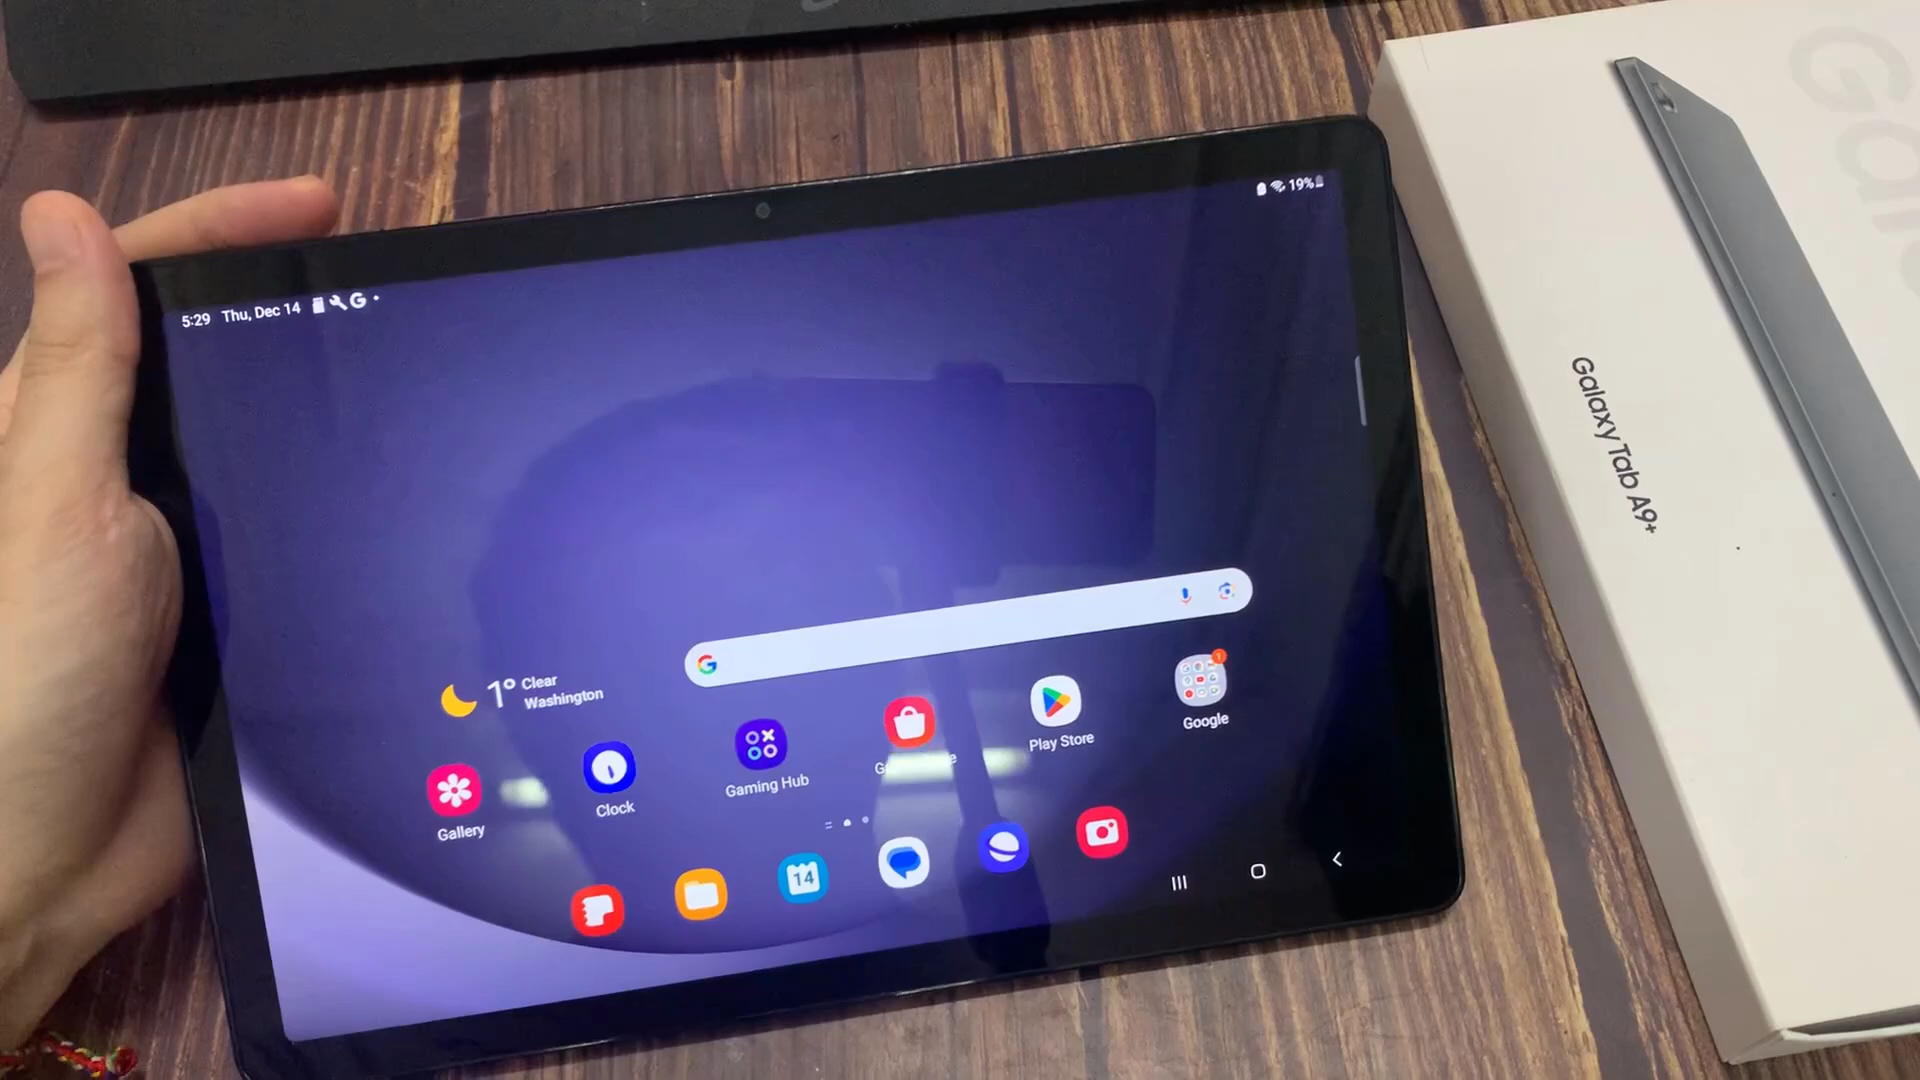 19%
5:29 Thu, Dec 14
1° Clear
Washington
Gallery
Clock
Gaming Hub
Play Store
Google
1
14
Galaxy Tab A9+